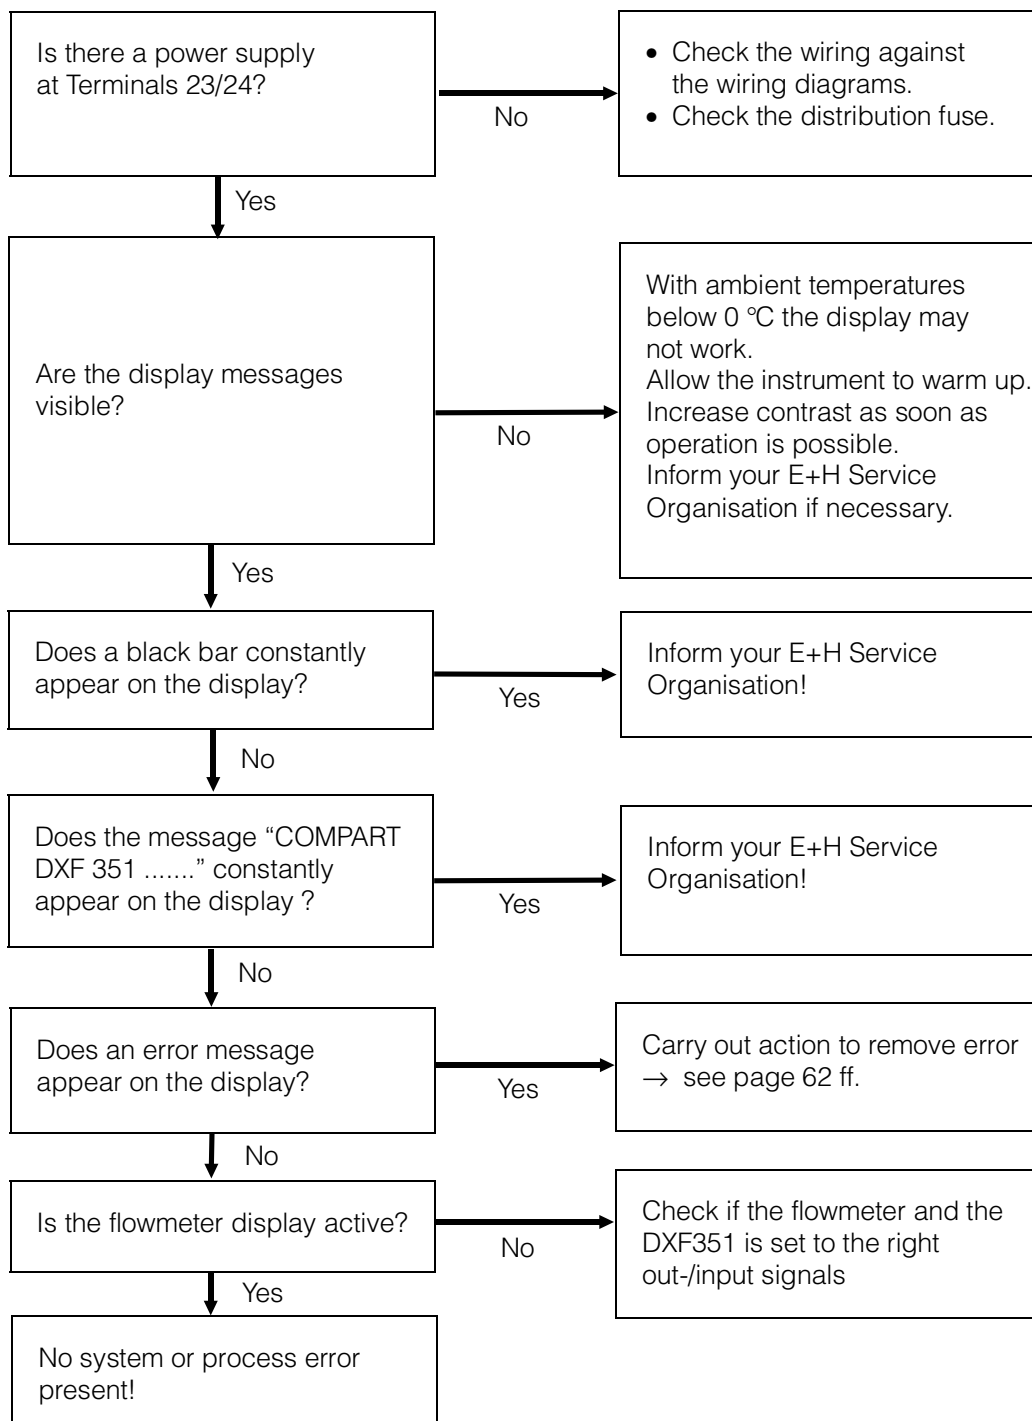 Is there a power supply
at Terminals 23/24?
No
• Check the wiring against
the wiring diagrams.
• Check the distribution fuse.
Yes
Are the display messages
visible?
No
With ambient temperatures
below 0 °C the display may
not work.
Allow the instrument to warm up.
Increase contrast as soon as
operation is possible.
Inform your E+H Service
Organisation if necessary.
Yes
Does a black bar constantly
appear on the display?
Yes
Inform your E+H Service
Organisation!
No
Does the message “COMPART
DXF 351 .......” constantly
appear on the display ?
Yes
Inform your E+H Service
Organisation!
No
Does an error message
appear on the display?
Yes
Carry out action to remove error
→ see page 62 ff.
No
Is the flowmeter display active?
No
Check if the flowmeter and the
DXF351 is set to the right
out-/input signals
Yes
No system or process error
present!